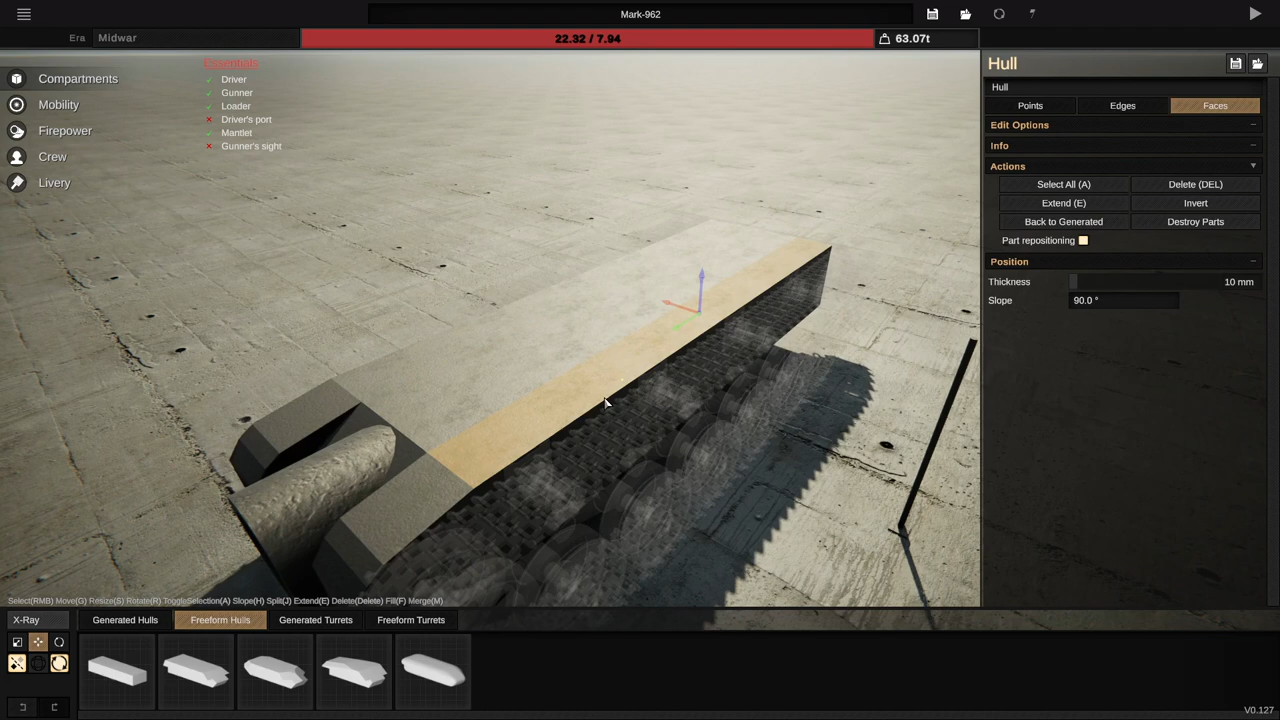 Mark-962
Era Midwar
22.32 / 7.94
63.07t
Compartments
Mobility
Firepower
Crew
Livery
Essentials
Driver
Gunner
Loader
Driver's port
Mantlet
Gunner's sight
Hull
Hull
Points Edges Faces
Edit Options
Info
Actions
Select All (A) Delete (DEL)
Extend (E) Invert
Back to Generated Destroy Parts
Part repositioning
Position
Thickness 10 mm
Slope 90.0 °
Select(RMB) Move(G) Resize(S) Rotate(R) ToggleSelection(A) Slope(H) Split(J) Extend(E) Delete(Delete) Fill(F) Merge(M)
X-Ray Generated Hulls Freeform Hulls Generated Turrets Freeform Turrets
V0.127